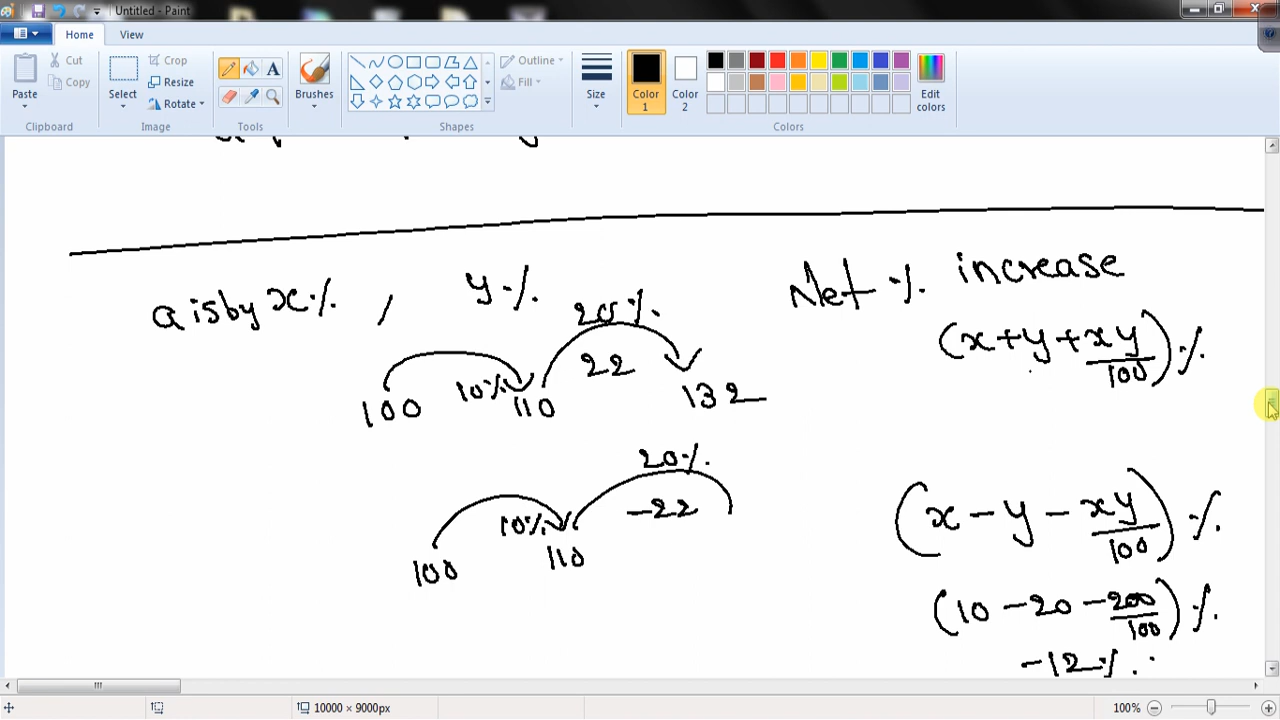 Untitled - Paint
Home
View
Cut
Copy
Paste
Clipboard
Crop
Resize
Rotate
Select
Image
A
Tools
Brushes
Outline
Fill
Shapes
Size
Color 1
Color 2
Edit colors
Colors
a is by x% , y%
Net % increase
(x+y+xy/100)%
20%
22
10%
100
110
132
20%
-22
10%
100
110
(x-y-xy/100)%
(10-20-200/100)%
-12%
10000 × 9000px
100%